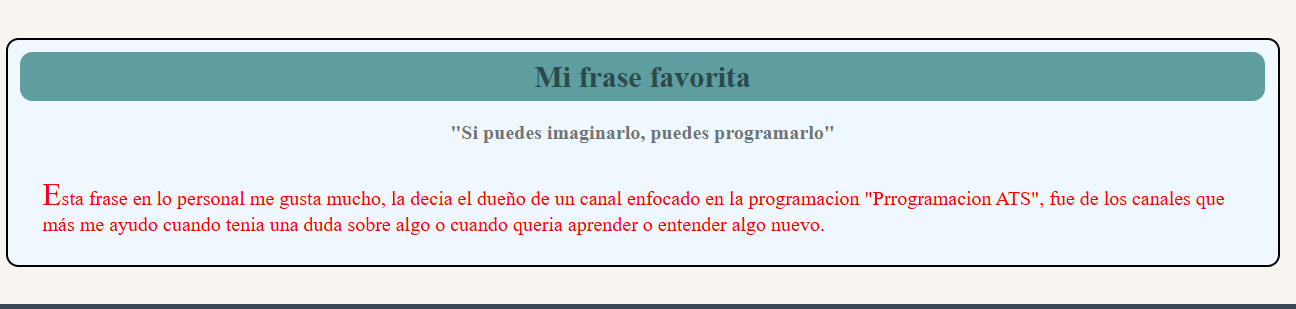 Mi frase favorita
"Si puedes imaginarlo, puedes programarlo"
Esta frase en lo personal me gusta mucho, la decia el dueño de un canal enfocado en la programacion "Prrogramacion ATS", fue de los canales que
más me ayudo cuando tenia una duda sobre algo o cuando queria aprender o entender algo nuevo.